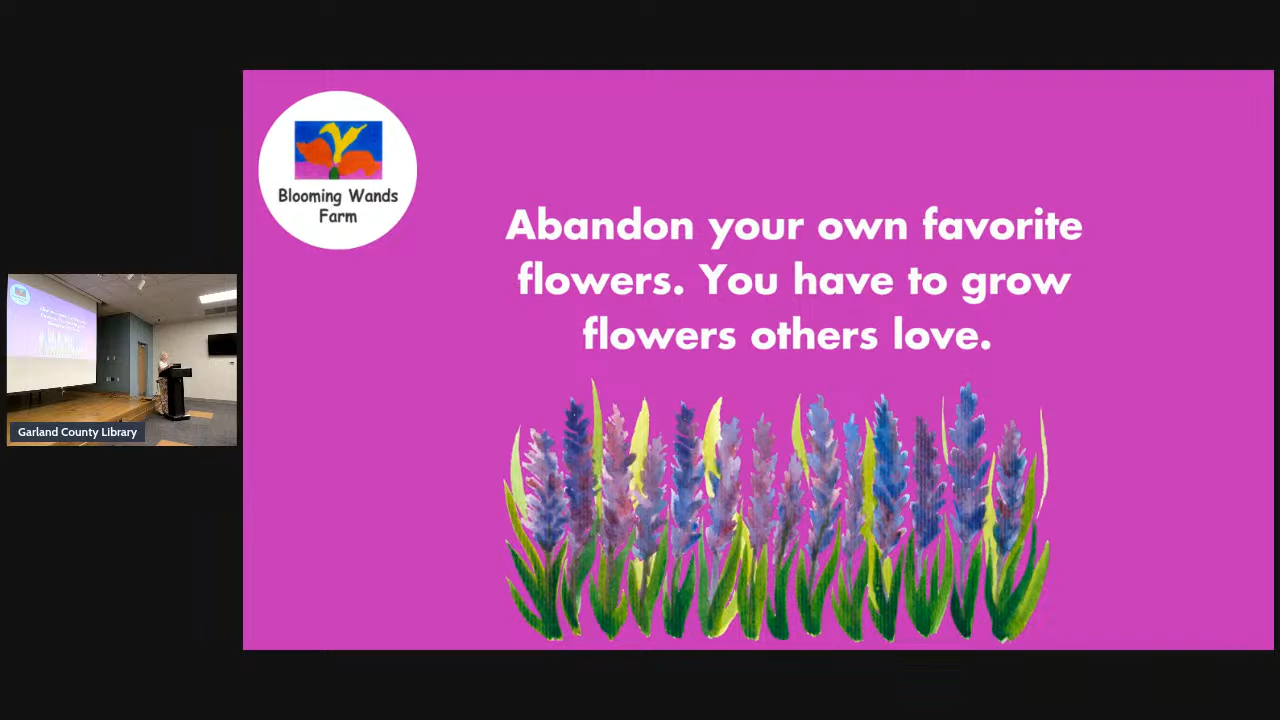 Blooming Wands
Farm
Abandon your own favorite
flowers. You have to grow
flowers others love.
Garland County Library